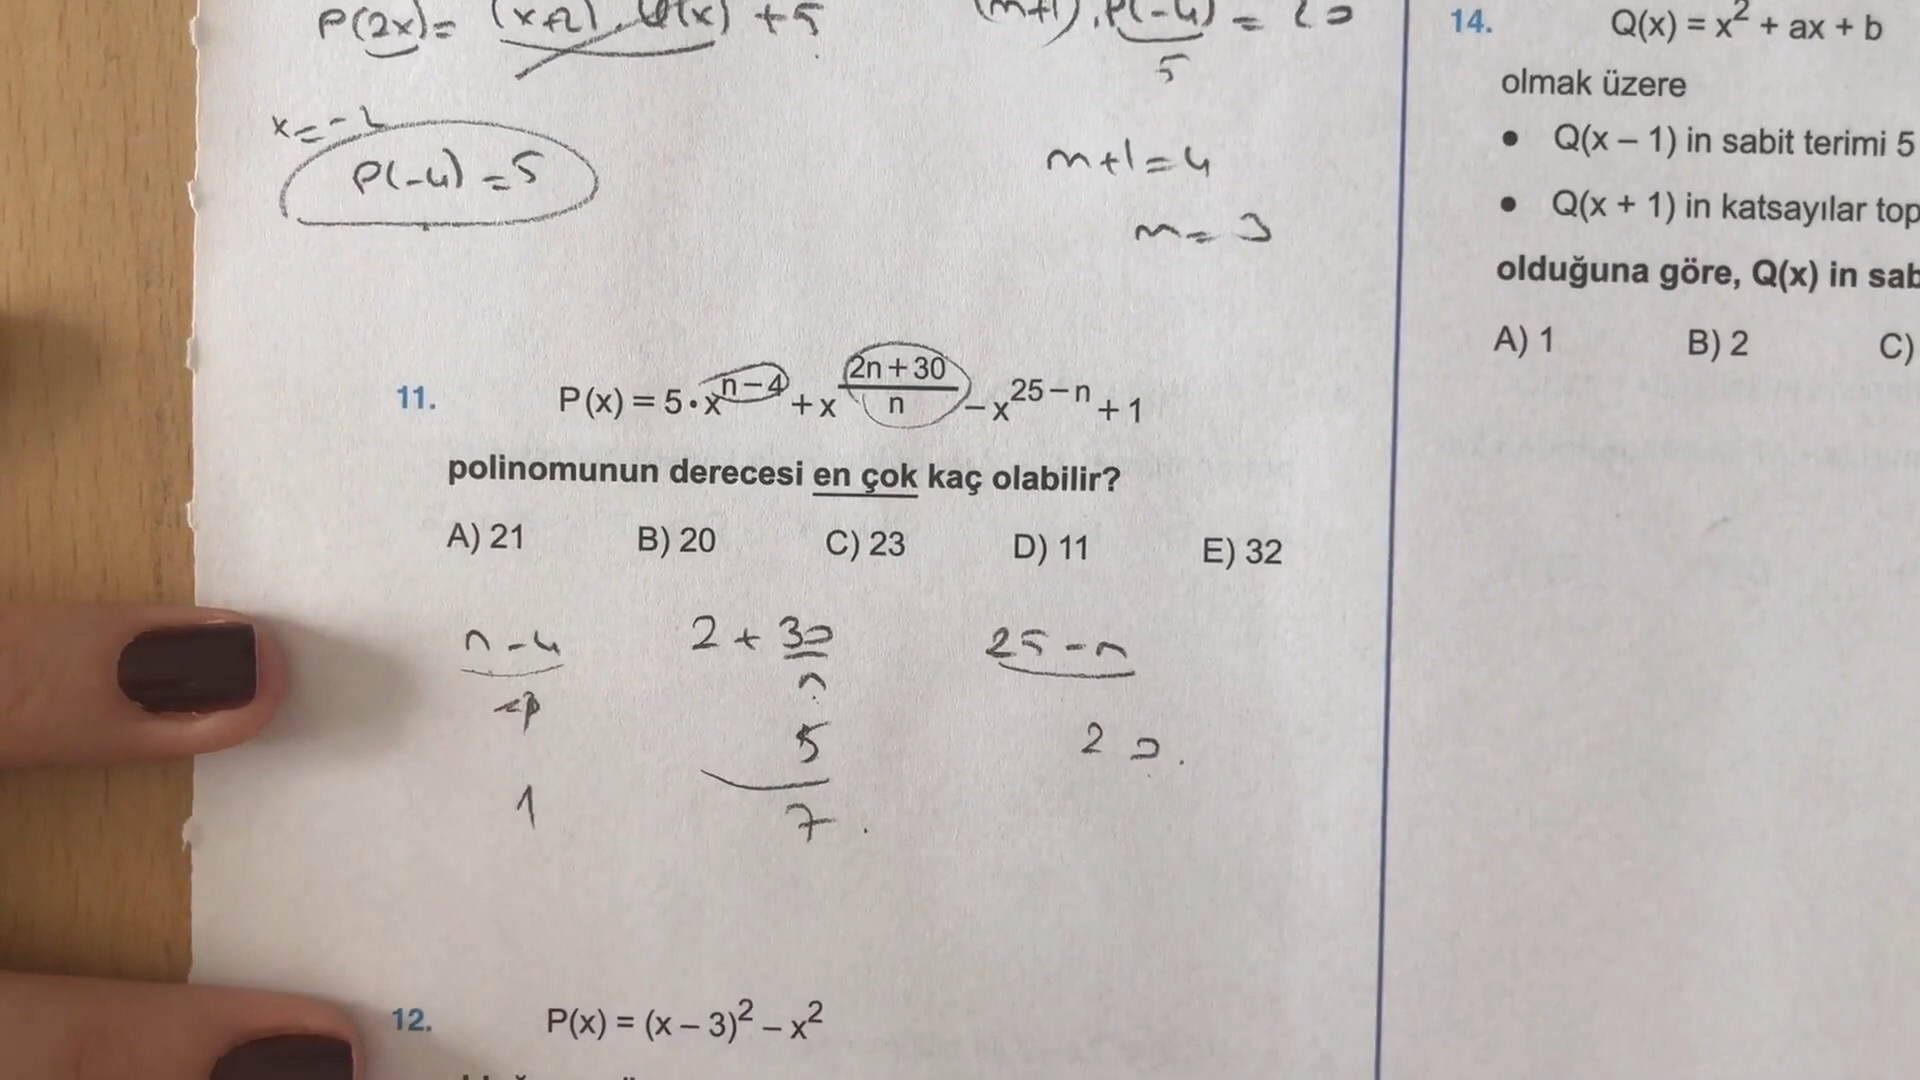 P(2x)= (x+2). Q(x) + 5
(m+1). P(-4) = 20
5
x=-2
P(-4) = 5
m+1=4
m= 3
11. P(x) = 5·x^{n-4} + x^{\frac{2n+30}{n}} - x^{25-n} + 1
polinomunun derecesi en çok kaç olabilir?
A) 21 B) 20 C) 23 D) 11 E) 32
n-4 2 + 30/n 25-n
5 20.
1 7.
12. P(x) = (x - 3)² - x²
14. Q(x) = x² + ax + b
olmak üzere
• Q(x - 1) in sabit terimi 5
• Q(x + 1) in katsayılar top
olduğuna göre, Q(x) in sab
A) 1 B) 2 C)